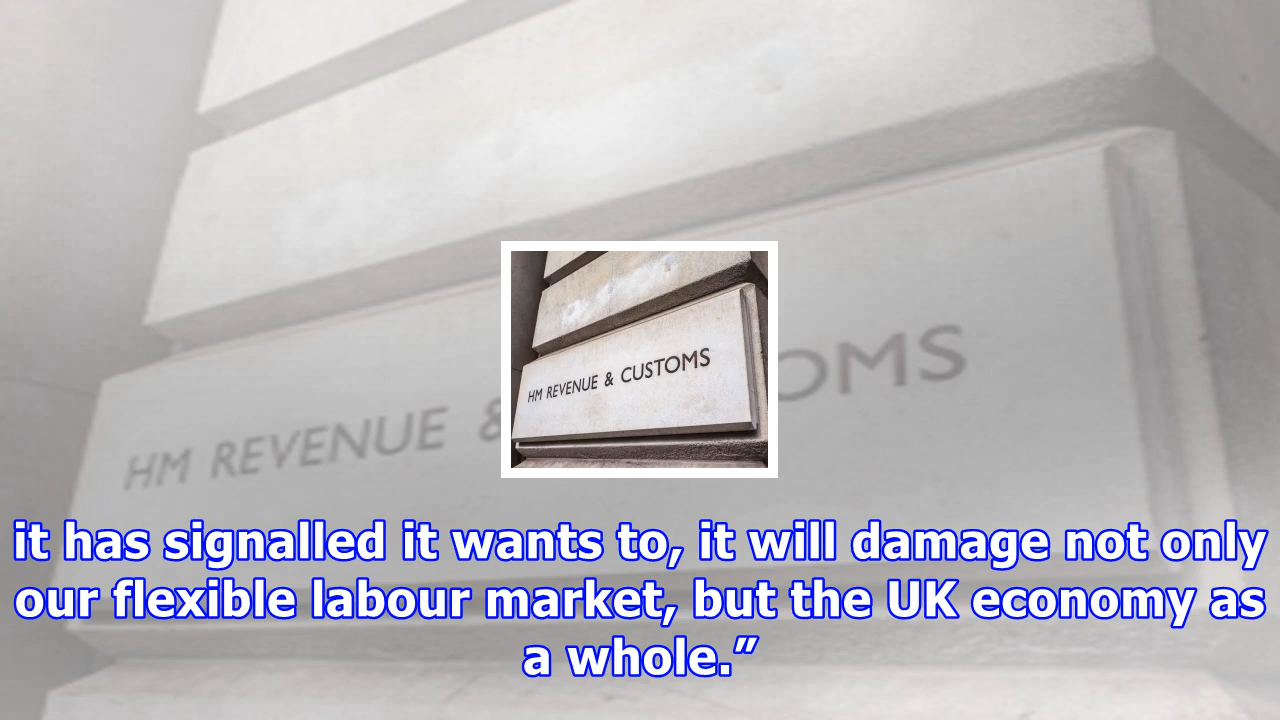 HM REVENUE & CUSTOMS
HM REVENUE & OMS
it has signalled it wants to, it will damage not only
our flexible labour market, but the UK economy as
a whole.”